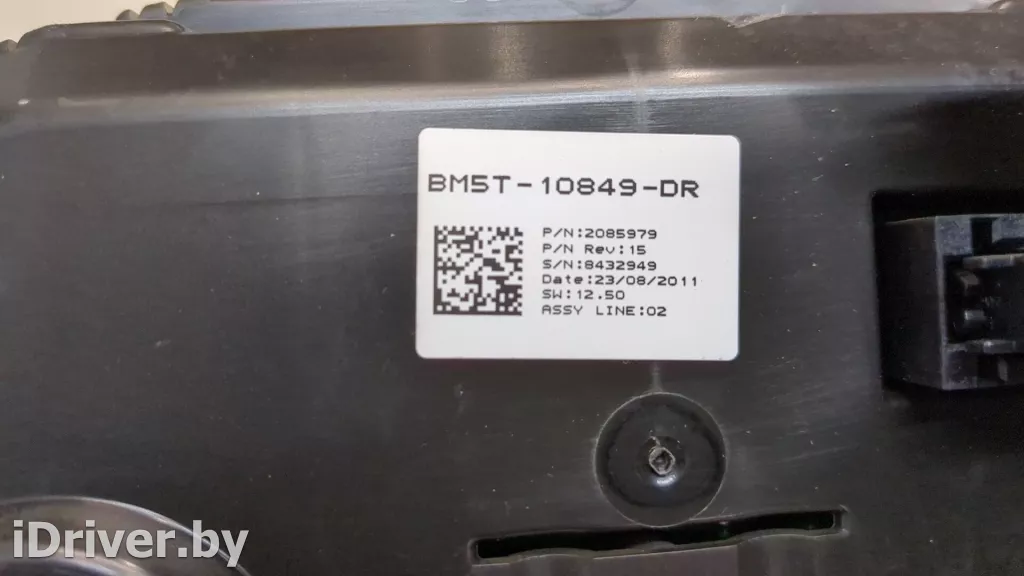 BM5T-10849-DR
P/N:2085979
P/N Rev:15
S/N:8432949
Date:23/08/2011
SW:12.50
ASSY LINE:02
iDriver.by